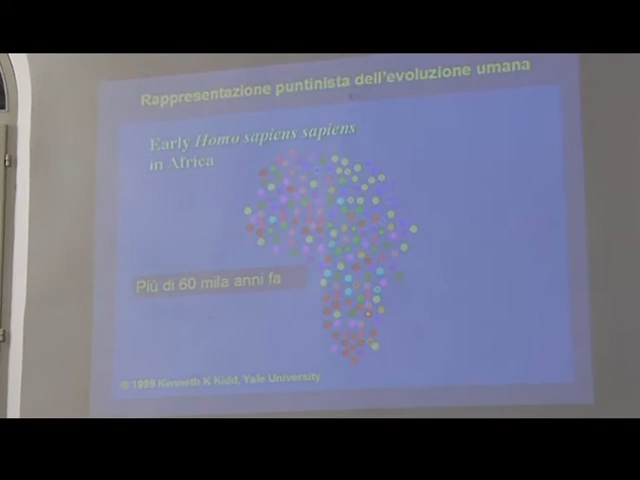 Rappresentazione puntinista dell'evoluzione umana
Early Homo sapiens sapiens
in Africa
Più di 60 mila anni fa
© 1999 Kenneth K Kidd, Yale University